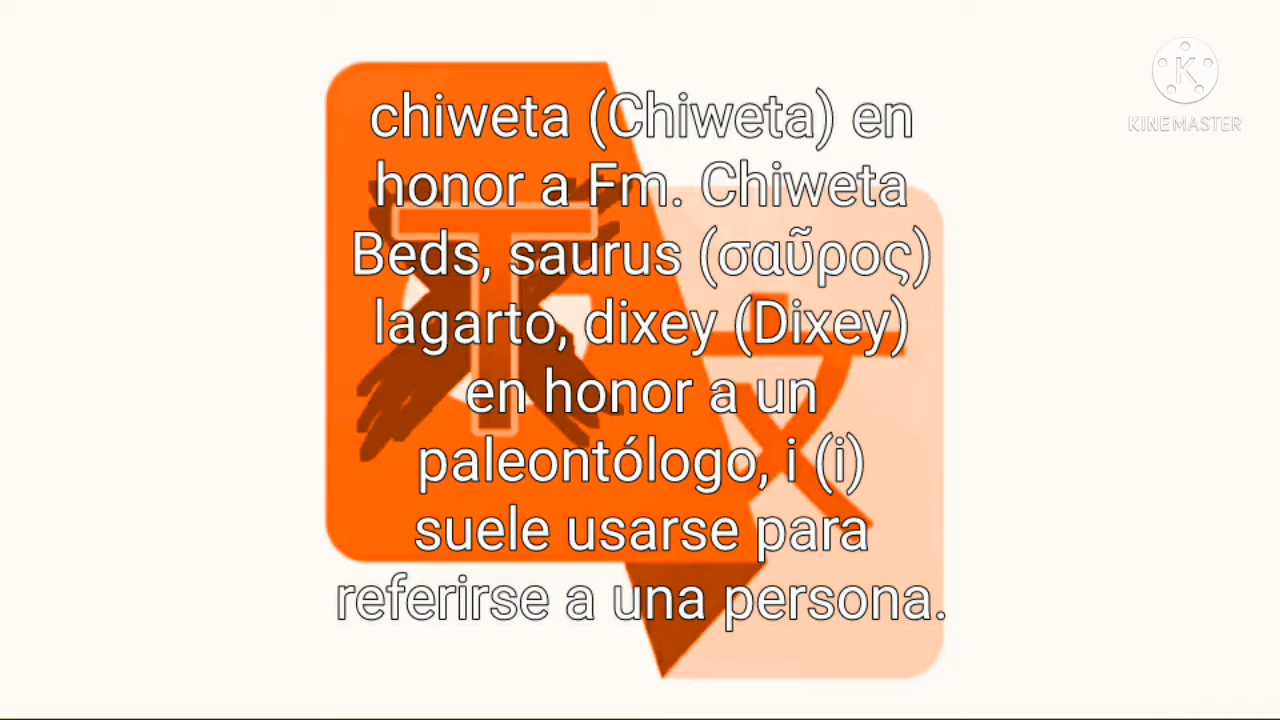 chiweta (Chiweta) en
honor a Fm. Chiweta
Beds, saurus (σαῦρος)
lagarto, dixey (Dixey)
en honor a un
paleontólogo, i (i)
suele usarse para
referirse a una persona.
K
KINEMASTER
T
文